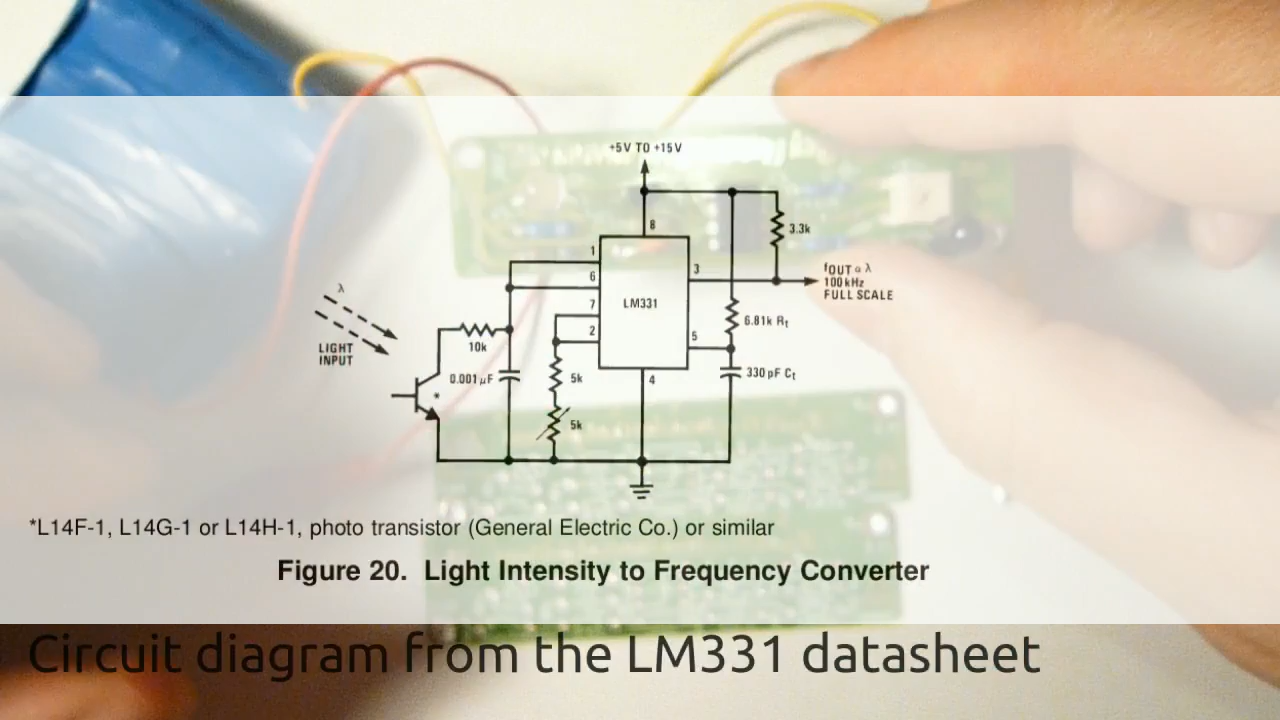 +5V TO +15V
8
3.3k
1
3
fOUT α λ
6
100 kHz
FULL SCALE
λ
7
LM331
6.81k Rt
2
5
LIGHT
INPUT
10k
0.001 μF
5k
4
330 pF Ct
*
5k
*L14F-1, L14G-1 or L14H-1, photo transistor (General Electric Co.) or similar
Figure 20. Light Intensity to Frequency Converter
Circuit diagram from the LM331 datasheet